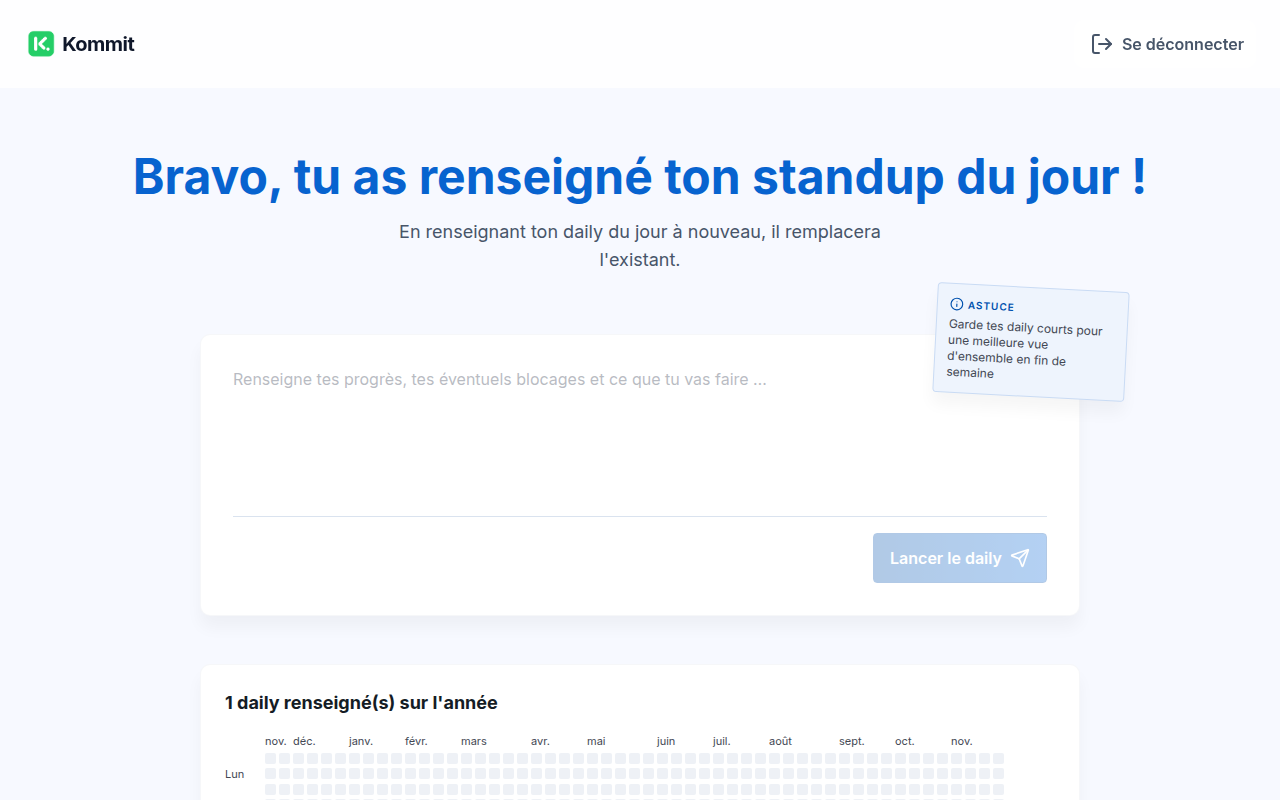 Kommit
Se déconnecter
Bravo, tu as renseigné ton standup du jour !
En renseignant ton daily du jour à nouveau, il remplacera
l'existant.
ASTUCE
Garde tes daily courts pour
une meilleure vue
d'ensemble en fin de
semaine
Renseigne tes progrès, tes éventuels blocages et ce que tu vas faire ...
Lancer le daily
1 daily renseigné(s) sur l'année
nov. déc. janv. févr. mars avr. mai juin juil. août sept. oct. nov.
Lun